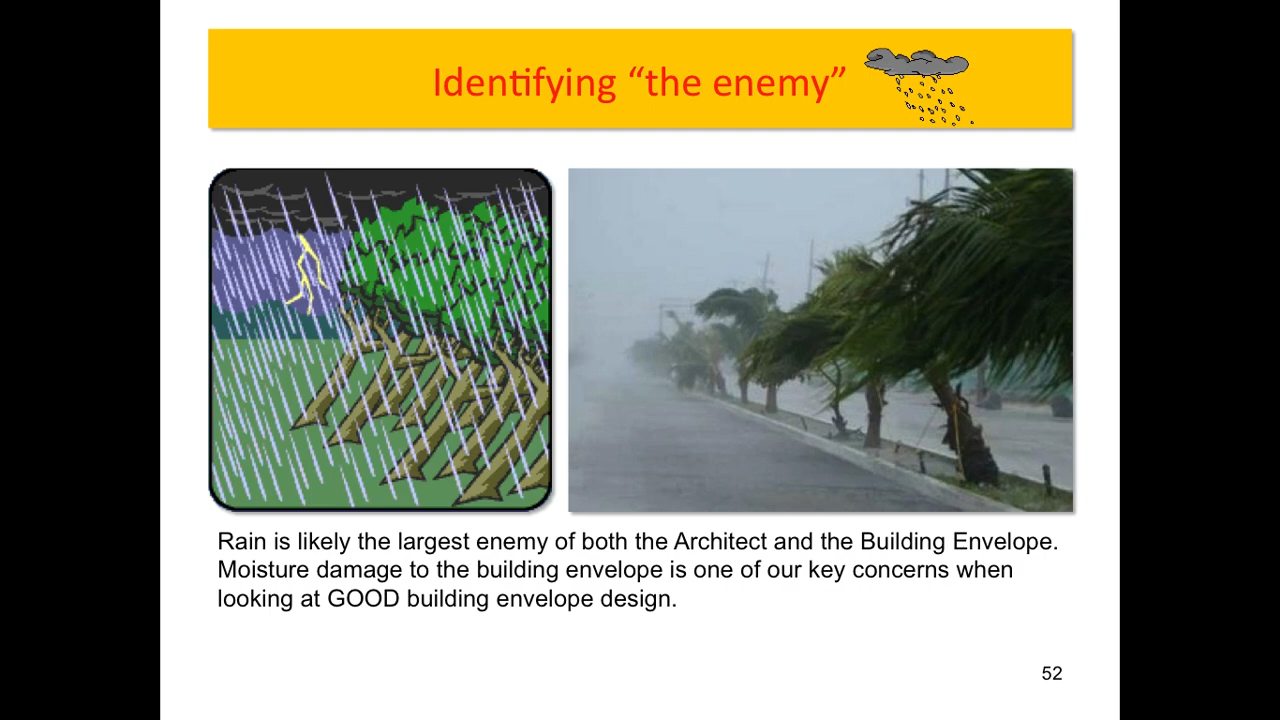 Identifying “the enemy”
Rain is likely the largest enemy of both the Architect and the Building Envelope.
Moisture damage to the building envelope is one of our key concerns when
looking at GOOD building envelope design.
52